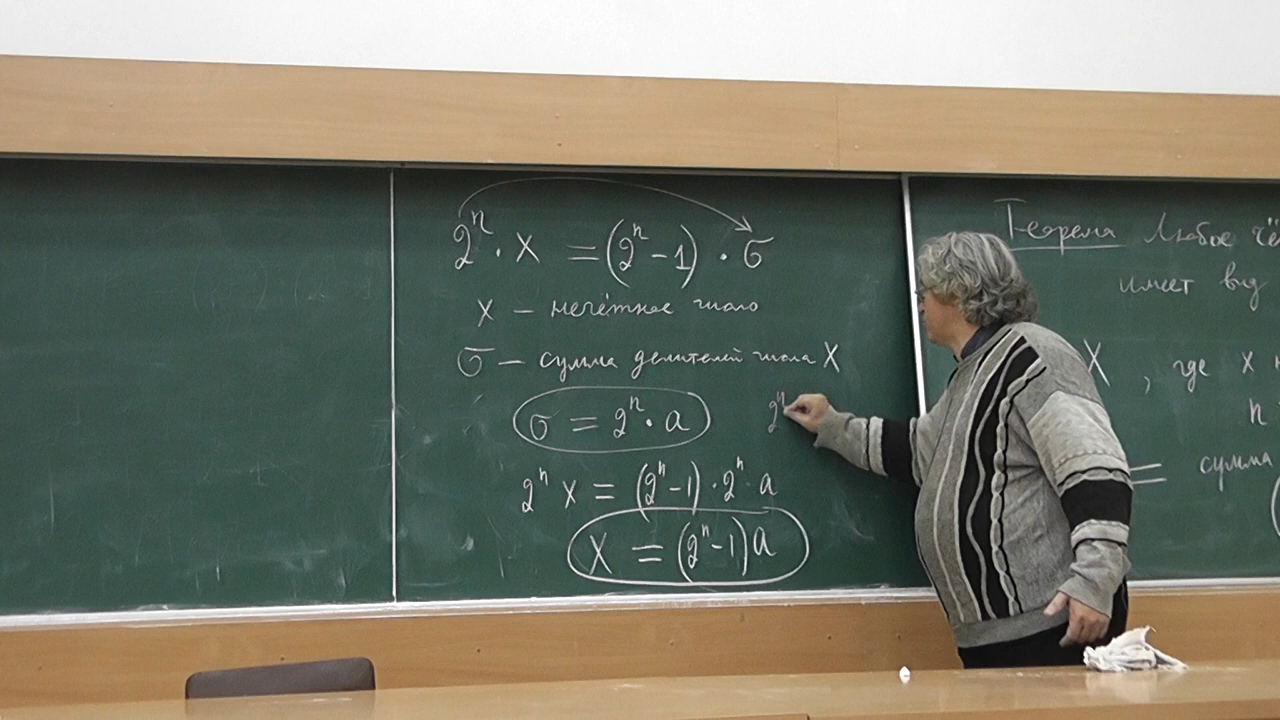 2ⁿ · x = (2ⁿ − 1) · σ
x — нечётное число
σ — сумма делителей числа x
σ = 2ⁿ · a
2ⁿ
2ⁿ x = (2ⁿ−1) · 2ⁿ · a
x = (2ⁿ−1) a
Теорема Любое чё
имеет вид
x , где x н
n
= сумма